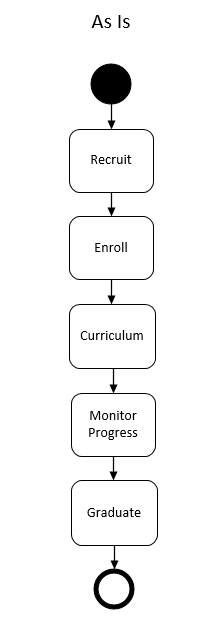 As Is
Recruit
Enroll
Curriculum
Monitor
Progress
Graduate